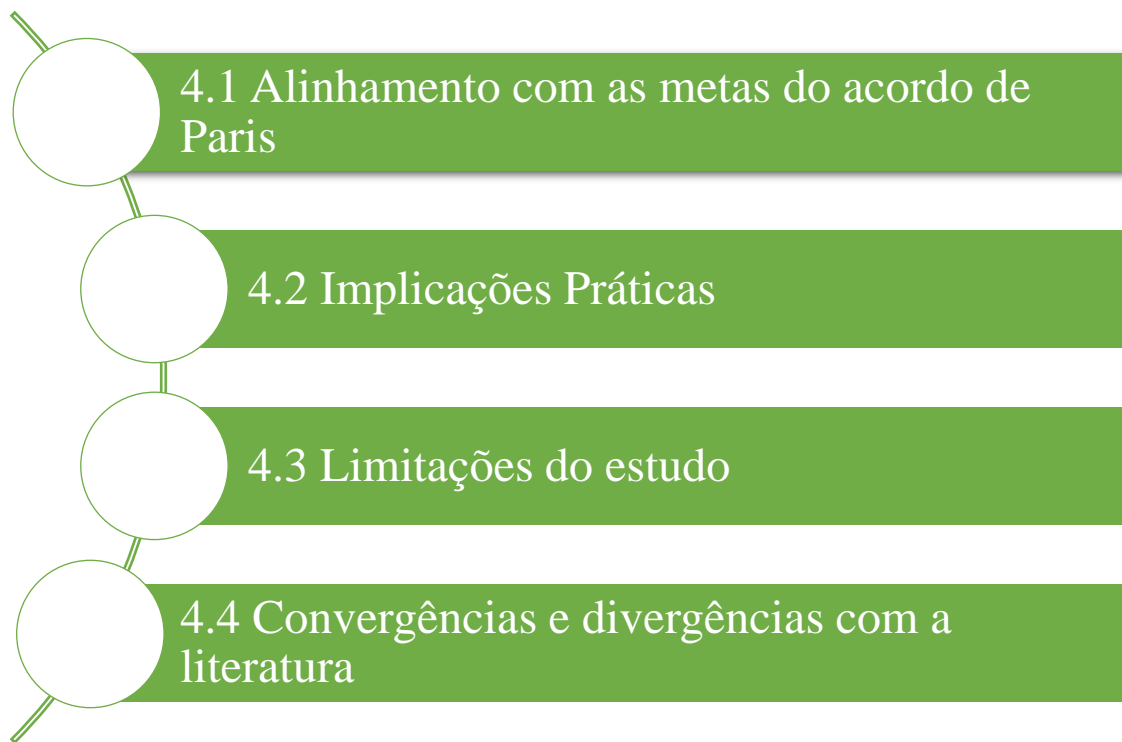 4.1 Alinhamento com as metas do acordo de
Paris
4.2 Implicações Práticas
4.3 Limitações do estudo
4.4 Convergências e divergências com a
literatura